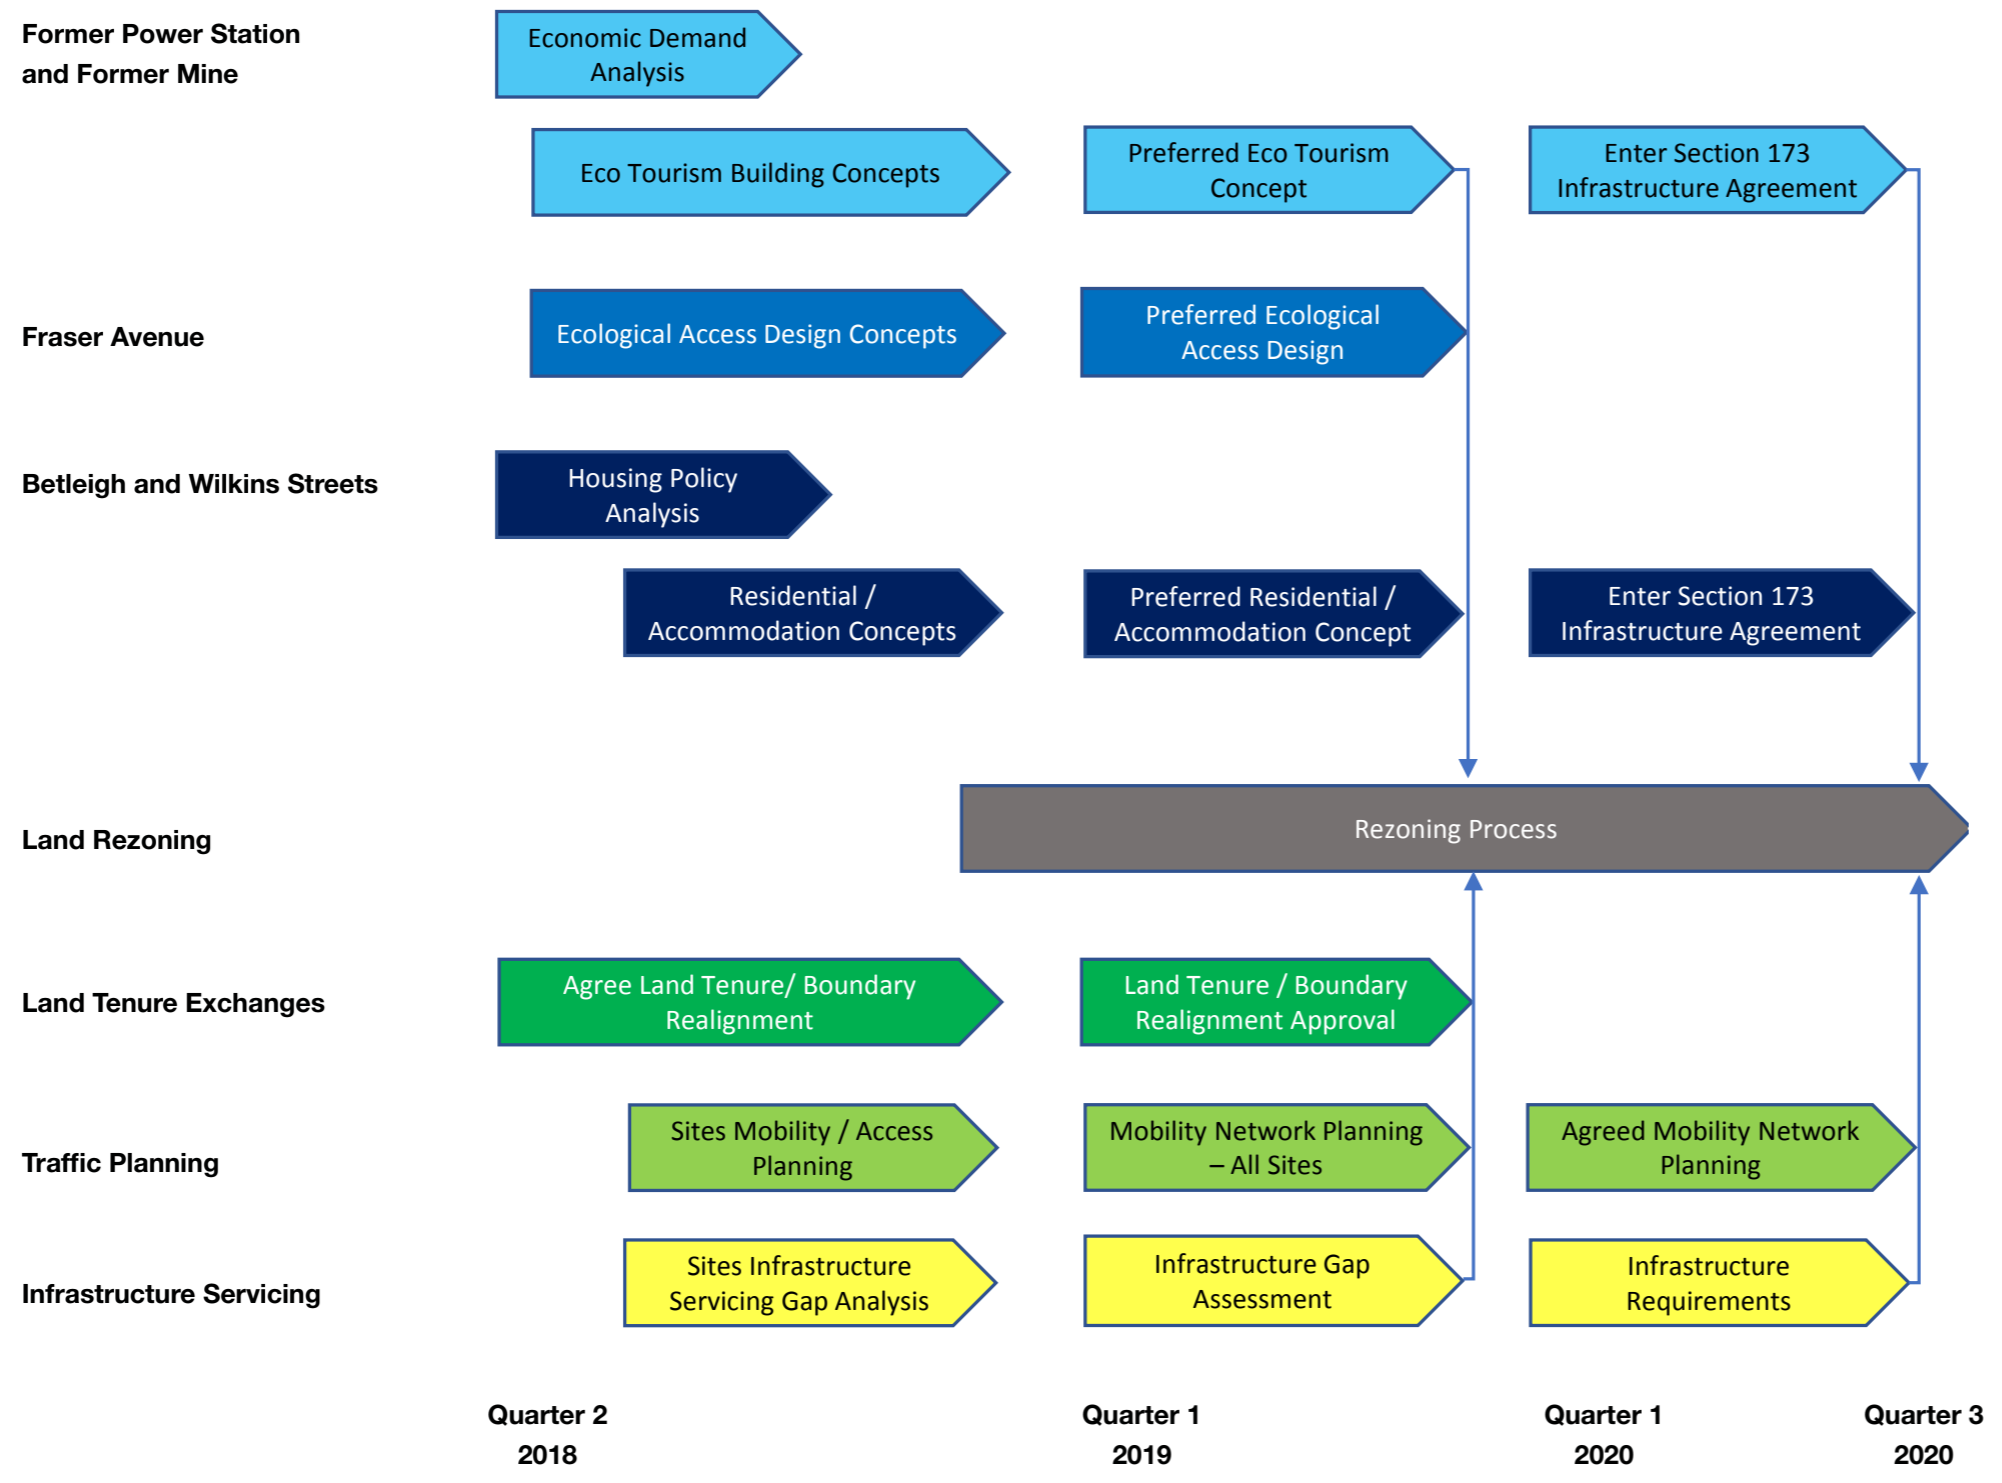 Former Power Station
and Former Mine
Economic Demand
Analysis
Eco Tourism Building Concepts
Preferred Eco Tourism
Concept
Enter Section 173
Infrastructure Agreement
Fraser Avenue
Ecological Access Design Concepts
Preferred Ecological
Access Design
Betleigh and Wilkins Streets
Housing Policy
Analysis
Residential /
Accommodation Concepts
Preferred Residential /
Accommodation Concept
Enter Section 173
Infrastructure Agreement
Land Rezoning
Rezoning Process
Land Tenure Exchanges
Agree Land Tenure/ Boundary
Realignment
Land Tenure / Boundary
Realignment Approval
Traffic Planning
Sites Mobility / Access
Planning
Mobility Network Planning
– All Sites
Agreed Mobility Network
Planning
Infrastructure Servicing
Sites Infrastructure
Servicing Gap Analysis
Infrastructure Gap
Assessment
Infrastructure
Requirements
Quarter 2
2018
Quarter 1
2019
Quarter 1
2020
Quarter 3
2020